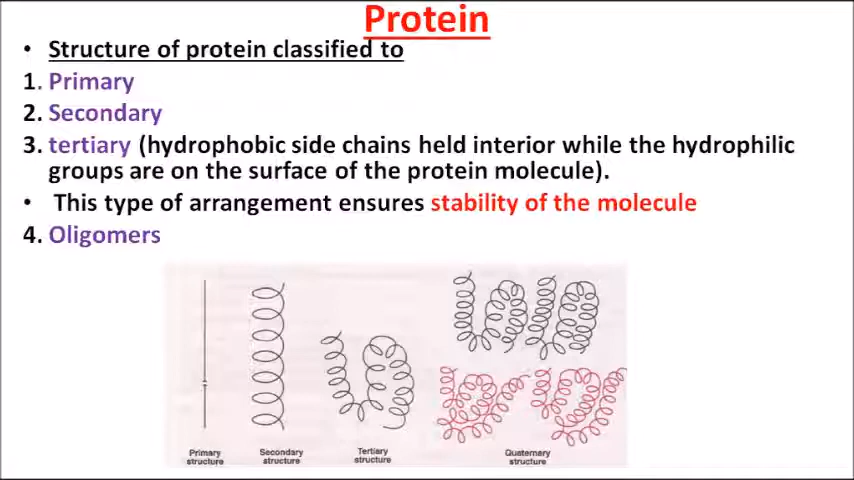 Protein
• Structure of protein classified to
1. Primary
2. Secondary
3. tertiary (hydrophobic side chains held interior while the hydrophilic
groups are on the surface of the protein molecule).
• This type of arrangement ensures stability of the molecule
4. Oligomers
Primary structure
Secondary structure
Tertiary structure
Quaternary structure